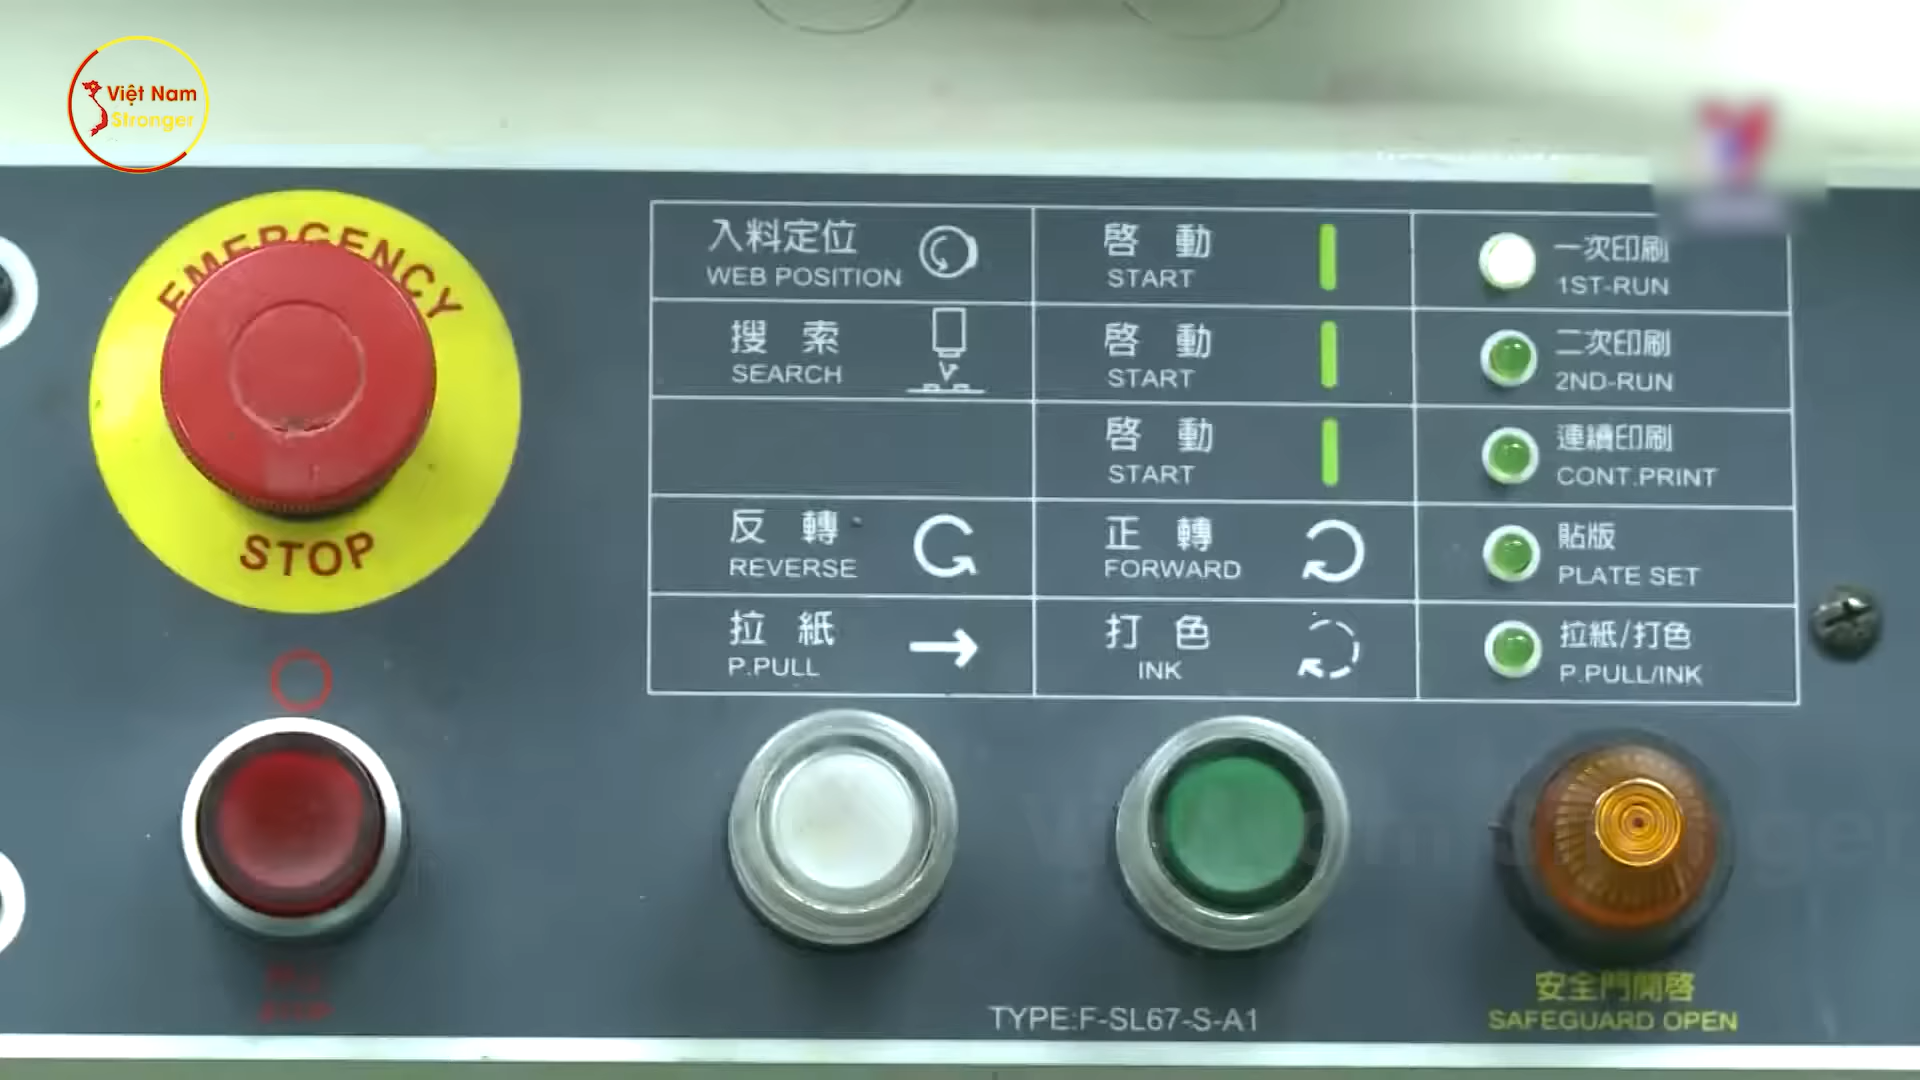 Việt Nam
Stronger
EMERGENCY
STOP
入料定位
WEB POSITION
啓動
START
一次印刷
1ST-RUN
搜索
SEARCH
啓動
START
二次印刷
2ND-RUN
啓動
START
連續印刷
CONT.PRINT
反轉
REVERSE
正轉
FORWARD
貼版
PLATE SET
拉紙
P.PULL
打色
INK
拉紙/打色
P.PULL/INK
TYPE:F-SL67-S-A1
安全門開啓
SAFEGUARD OPEN